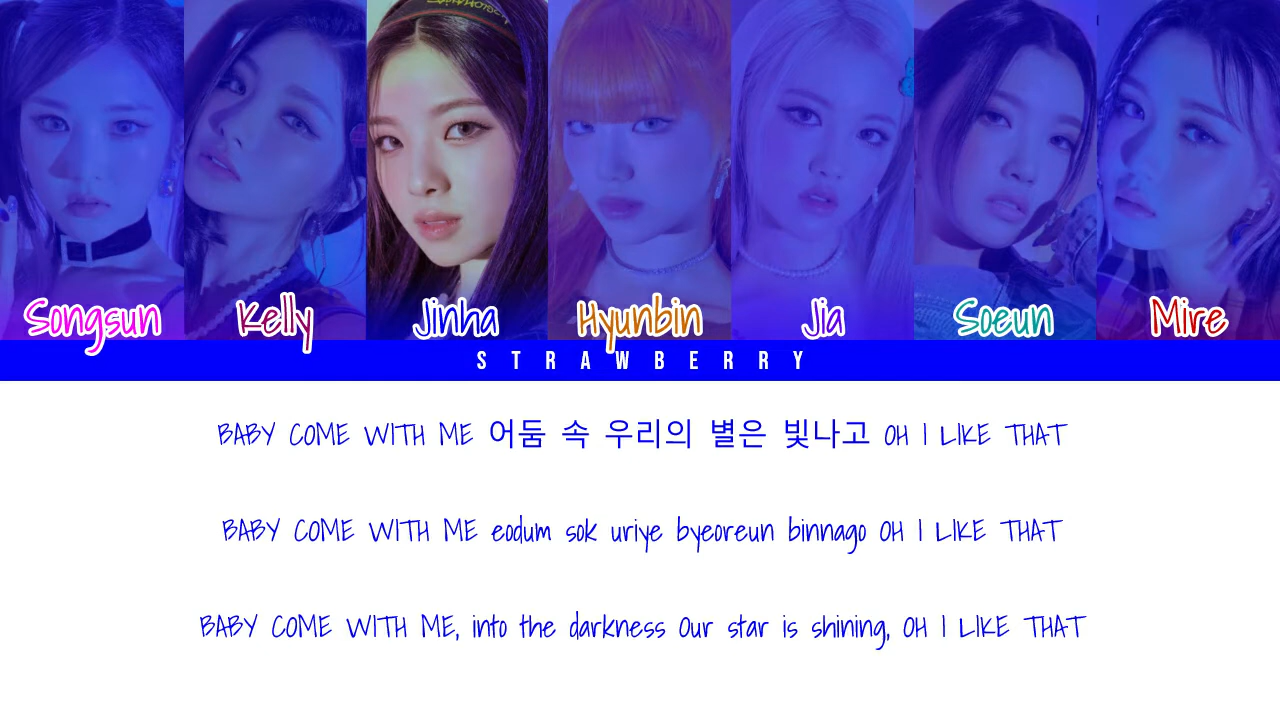 Songsun Kelly Jinha Hyunbin Jia Soeun Mire
STRAWBERRY
BABY COME WITH ME 어둠 속 우리의 별은 빛나고 OH I LIKE THAT
BABY COME WITH ME eodum sok uriye byeoreun binnago OH I LIKE THAT
BABY COME WITH ME, into the darkness Our star is shining, OH I LIKE THAT